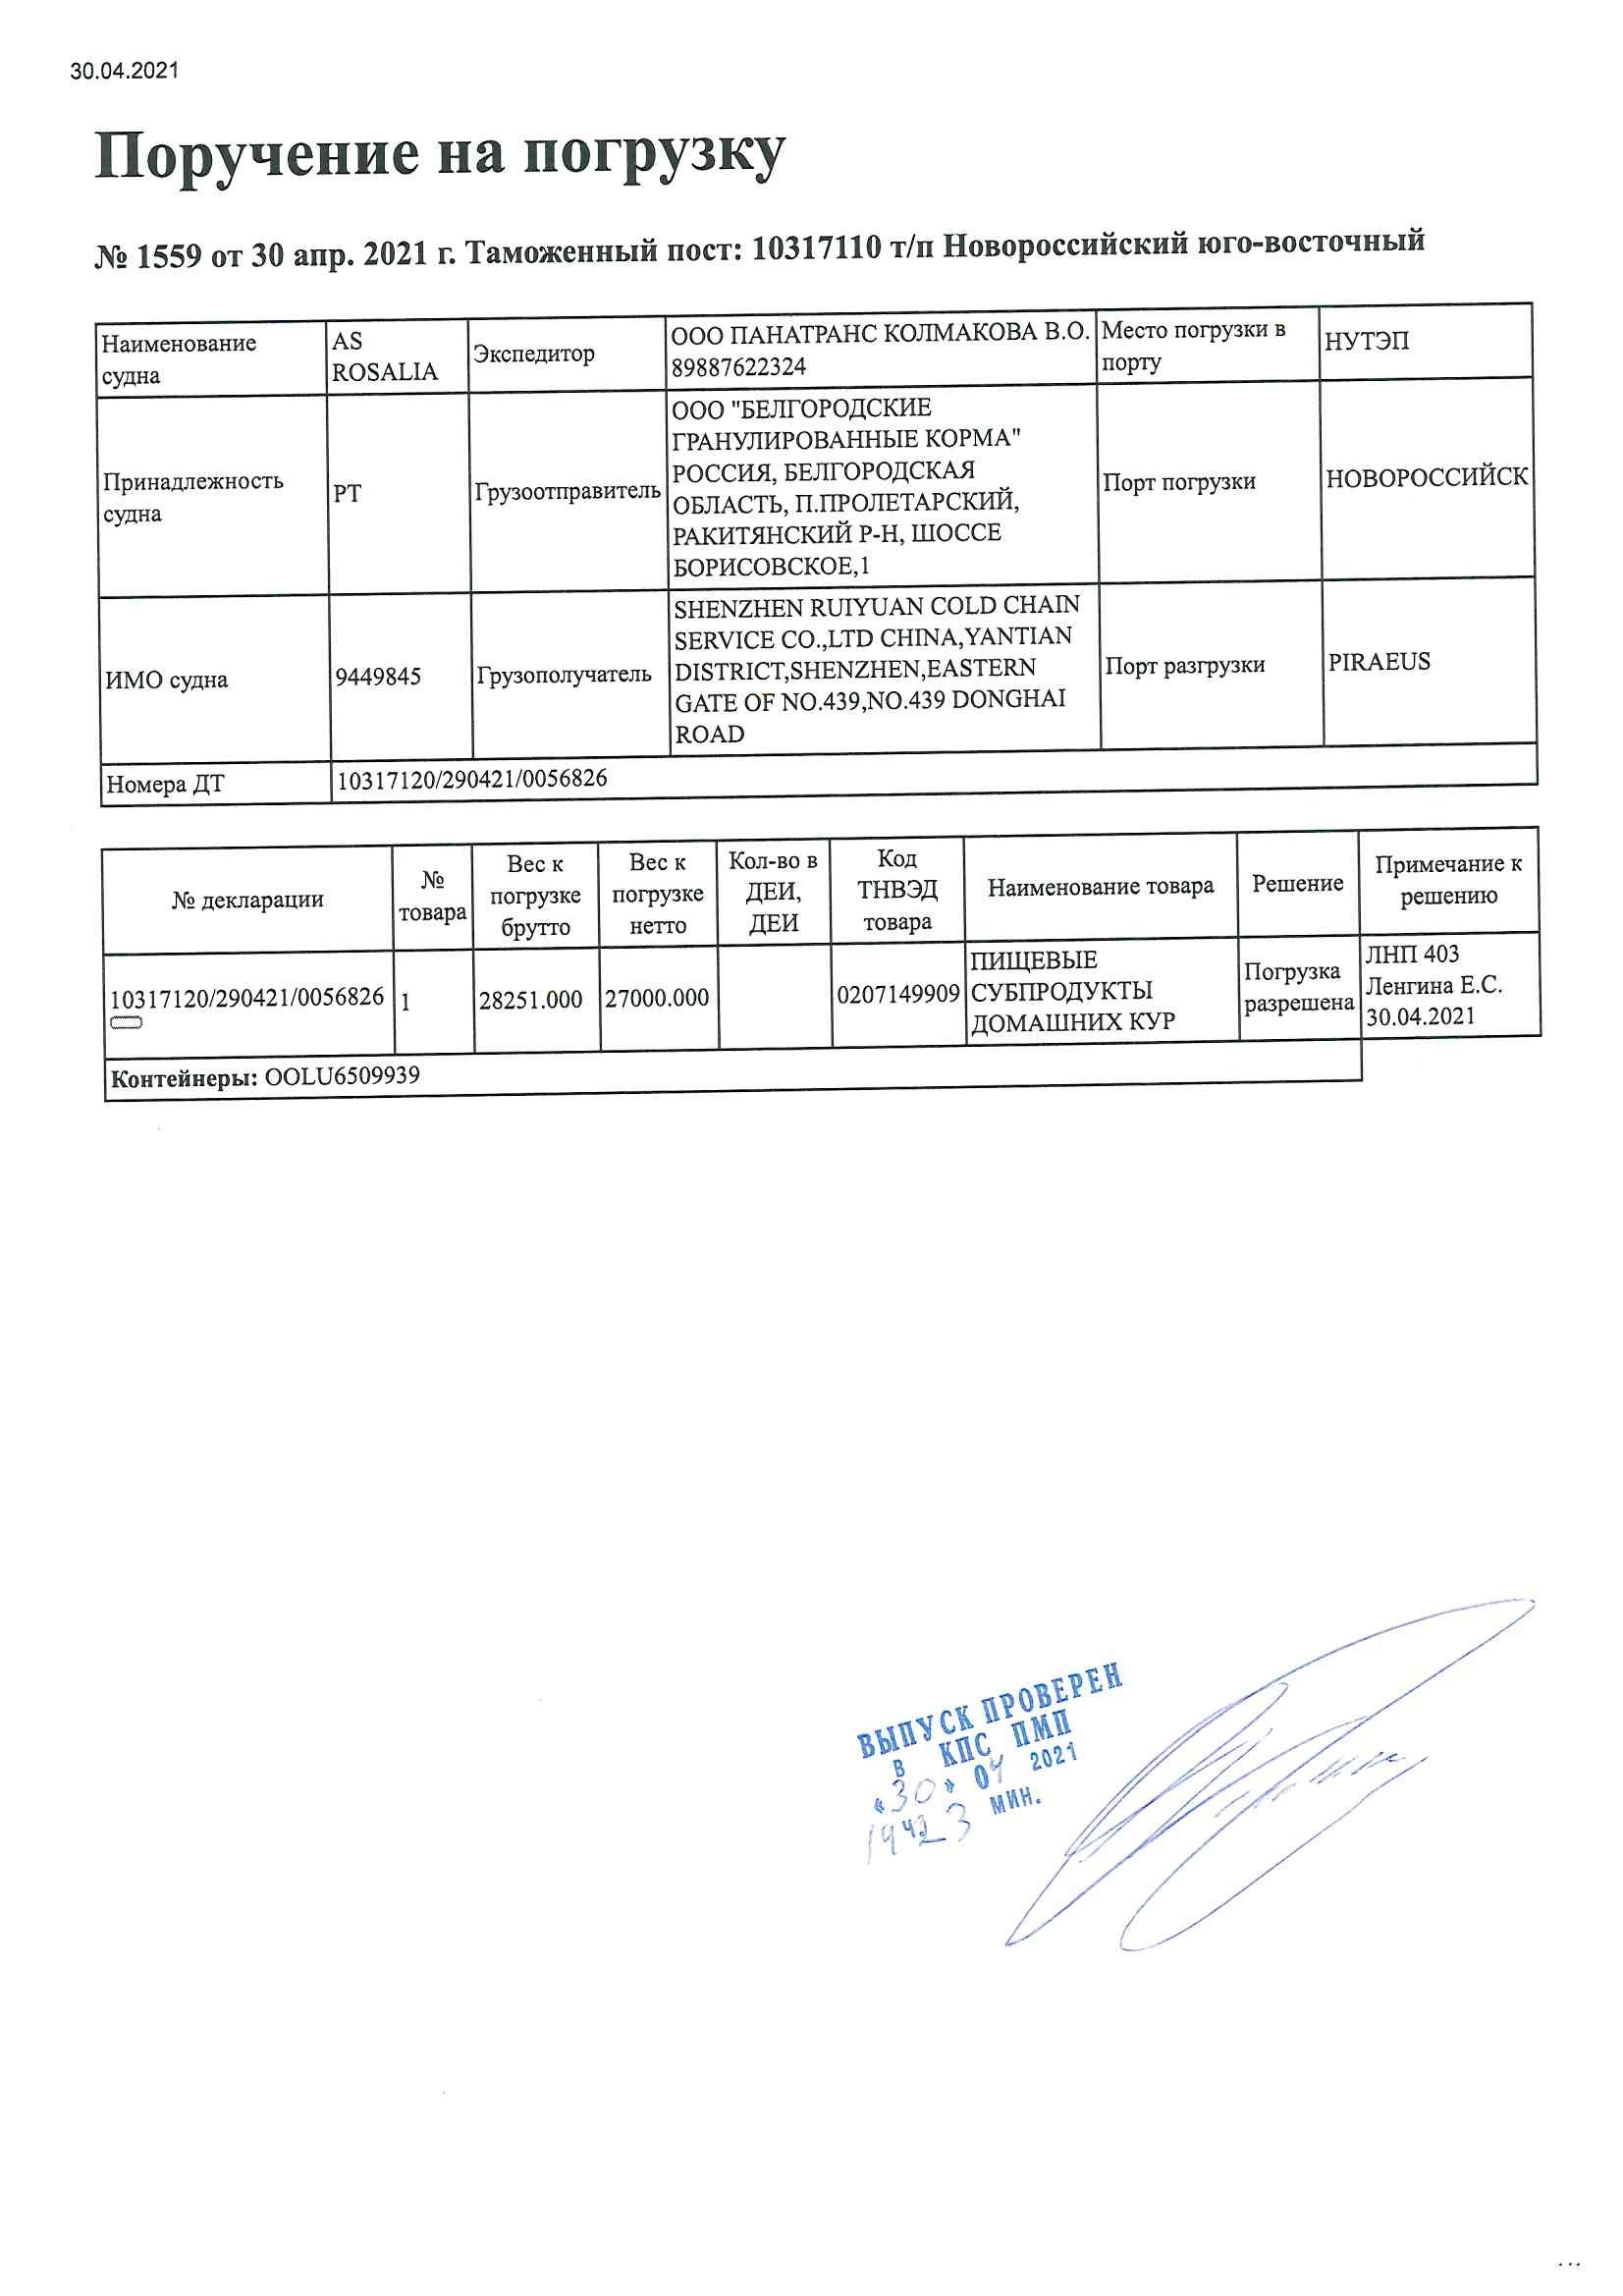 30.04.2021
Поручение на погрузку
№ 1559 от 30 апр. 2021 г. Таможенный пост: 10317110 т/п Новороссийский юго-восточный
Наименование
судна
AS
ROSALIA
Экспедитор
ООО ПАНАТРАНС КОЛМАКОВА В.О.
89887622324
Место погрузки в
порту
НУТЭП
Принадлежность
судна
PT
Грузоотправитель
ООО "БЕЛГОРОДСКИЕ
ГРАНУЛИРОВАННЫЕ КОРМА"
РОССИЯ, БЕЛГОРОДСКАЯ
ОБЛАСТЬ, П.ПРОЛЕТАРСКИЙ,
РАКИТЯНСКИЙ Р-Н, ШОССЕ
БОРИСОВСКОЕ,1
Порт погрузки
НОВОРОССИЙСК
ИМО судна
9449845
Грузополучатель
SHENZHEN RUIYUAN COLD CHAIN
SERVICE CO.,LTD CHINA,YANTIAN
DISTRICT,SHENZHEN,EASTERN
GATE OF NO.439,NO.439 DONGHAI
ROAD
Порт разгрузки
PIRAEUS
Номера ДТ
10317120/290421/0056826
№ декларации
№
товара
Вес к
погрузке
брутто
Вес к
погрузке
нетто
Кол-во в
ДЕИ,
ДЕИ
Код
ТНВЭД
товара
Наименование товара
Решение
Примечание к
решению
10317120/290421/0056826
1
28251.000
27000.000
0207149909
ПИЩЕВЫЕ
СУБПРОДУКТЫ
ДОМАШНИХ КУР
Погрузка
разрешена
ЛНП 403
Ленгина Е.С.
30.04.2021
Контейнеры: OOLU6509939
ВЫПУСК ПРОВЕРЕН
В КПС ПМП
«30» 04 2021
МИН.